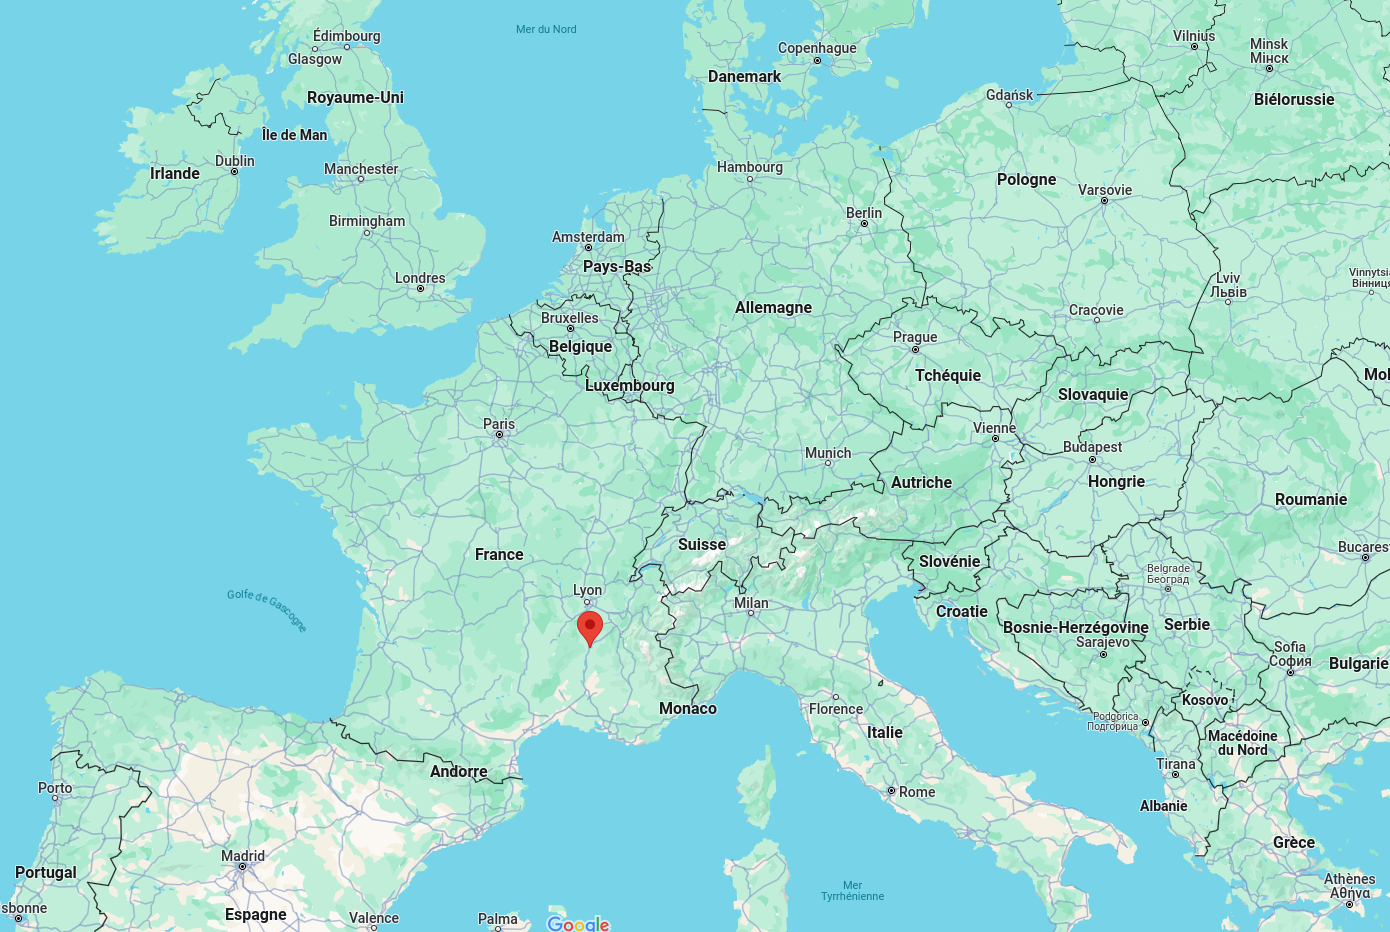 Édimbourg
Glasgow
Mer du Nord
Copenhague
Danemark
Vilnius
Minsk
Мінск
Royaume-Uni
Gdańsk
Biélorussie
Île de Man
Dublin
Irlande
Manchester
Hambourg
Pologne
Varsovie
Birmingham
Berlin
Amsterdam
Pays-Bas
Londres
Lviv
Львів
Vinnytsia
Вінниця
Allemagne
Bruxelles
Belgique
Cracovie
Prague
Tchéquie
Luxembourg
Slovaquie
Mol
Paris
Vienne
Munich
Budapest
Autriche
Hongrie
Roumanie
Suisse
France
Bucarest
Slovénie
Belgrade
Београд
Golfe de Gascogne
Lyon
Milan
Croatie
Bosnie-Herzégovine
Sarajevo
Serbie
Sofia
София
Bulgarie
Monaco
Florence
Kosovo
Podgorica
Подгорица
Italie
Macédoine
du Nord
Andorre
Tirana
Porto
Rome
Albanie
Grèce
Madrid
Portugal
Athènes
Αθήνα
Mer
Tyrrhénienne
sbonne
Espagne
Valence
Palma
Google